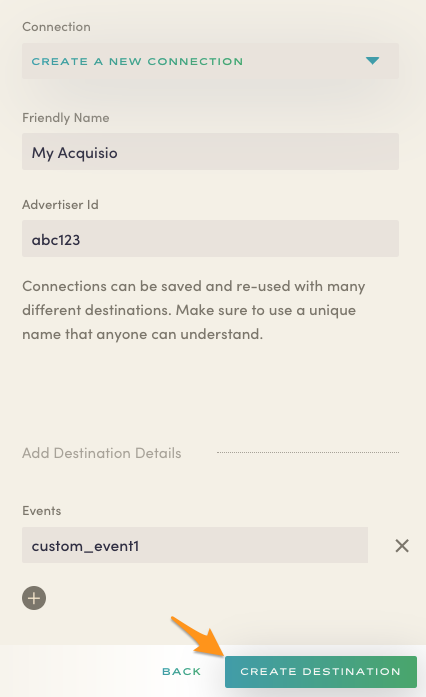 Connection
CREATE A NEW CONNECTION
Friendly Name
My Acquisio
Advertiser Id
abc123
Connections can be saved and re-used with many
different destinations. Make sure to use a unique
name that anyone can understand.
Add Destination Details
Events
custom_event1
BACK
CREATE DESTINATION